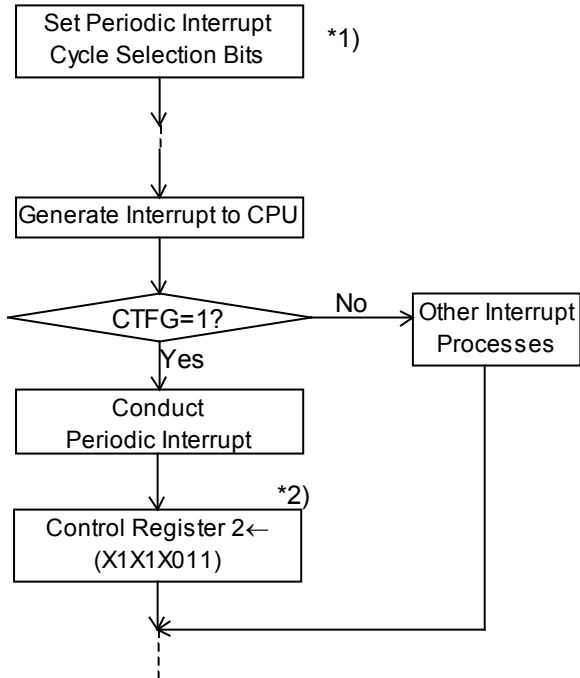 Set Periodic Interrupt
Cycle Selection Bits
*1)
Generate Interrupt to CPU
CTFG=1?
No
Other Interrupt
Processes
Yes
Conduct
Periodic Interrupt
*2)
Control Register 2←
(X1X1X011)